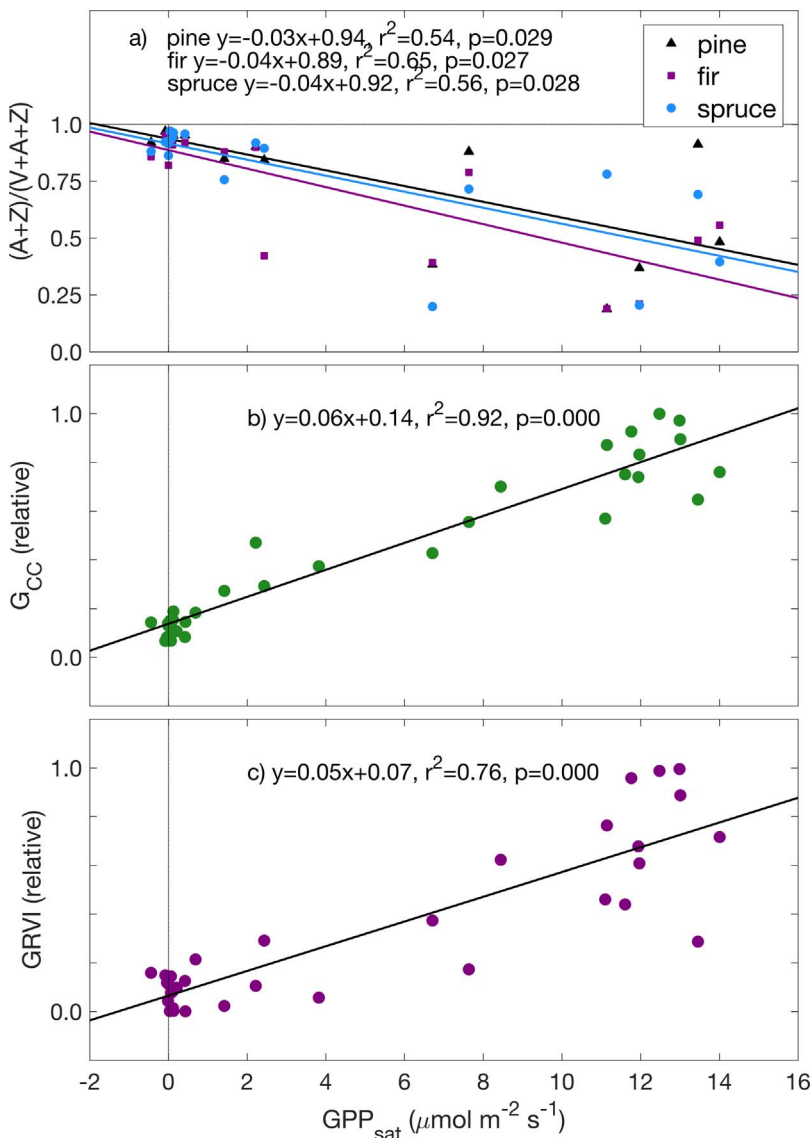 a) pine y=-0.03x+0.94, r²=0.54, p=0.029
fir y=-0.04x+0.89, r²=0.65, p=0.027
spruce y=-0.04x+0.92, r²=0.56, p=0.028
pine
fir
spruce
(A+Z)/(V+A+Z)
1.0
0.75
0.5
0.25
0.0
b) y=0.06x+0.14, r²=0.92, p=0.000
G_CC (relative)
1.0
0.0
c) y=0.05x+0.07, r²=0.76, p=0.000
GRVI (relative)
1.0
0.0
-2 0 2 4 6 8 10 12 14 16
GPP_sat (μmol m⁻² s⁻¹)